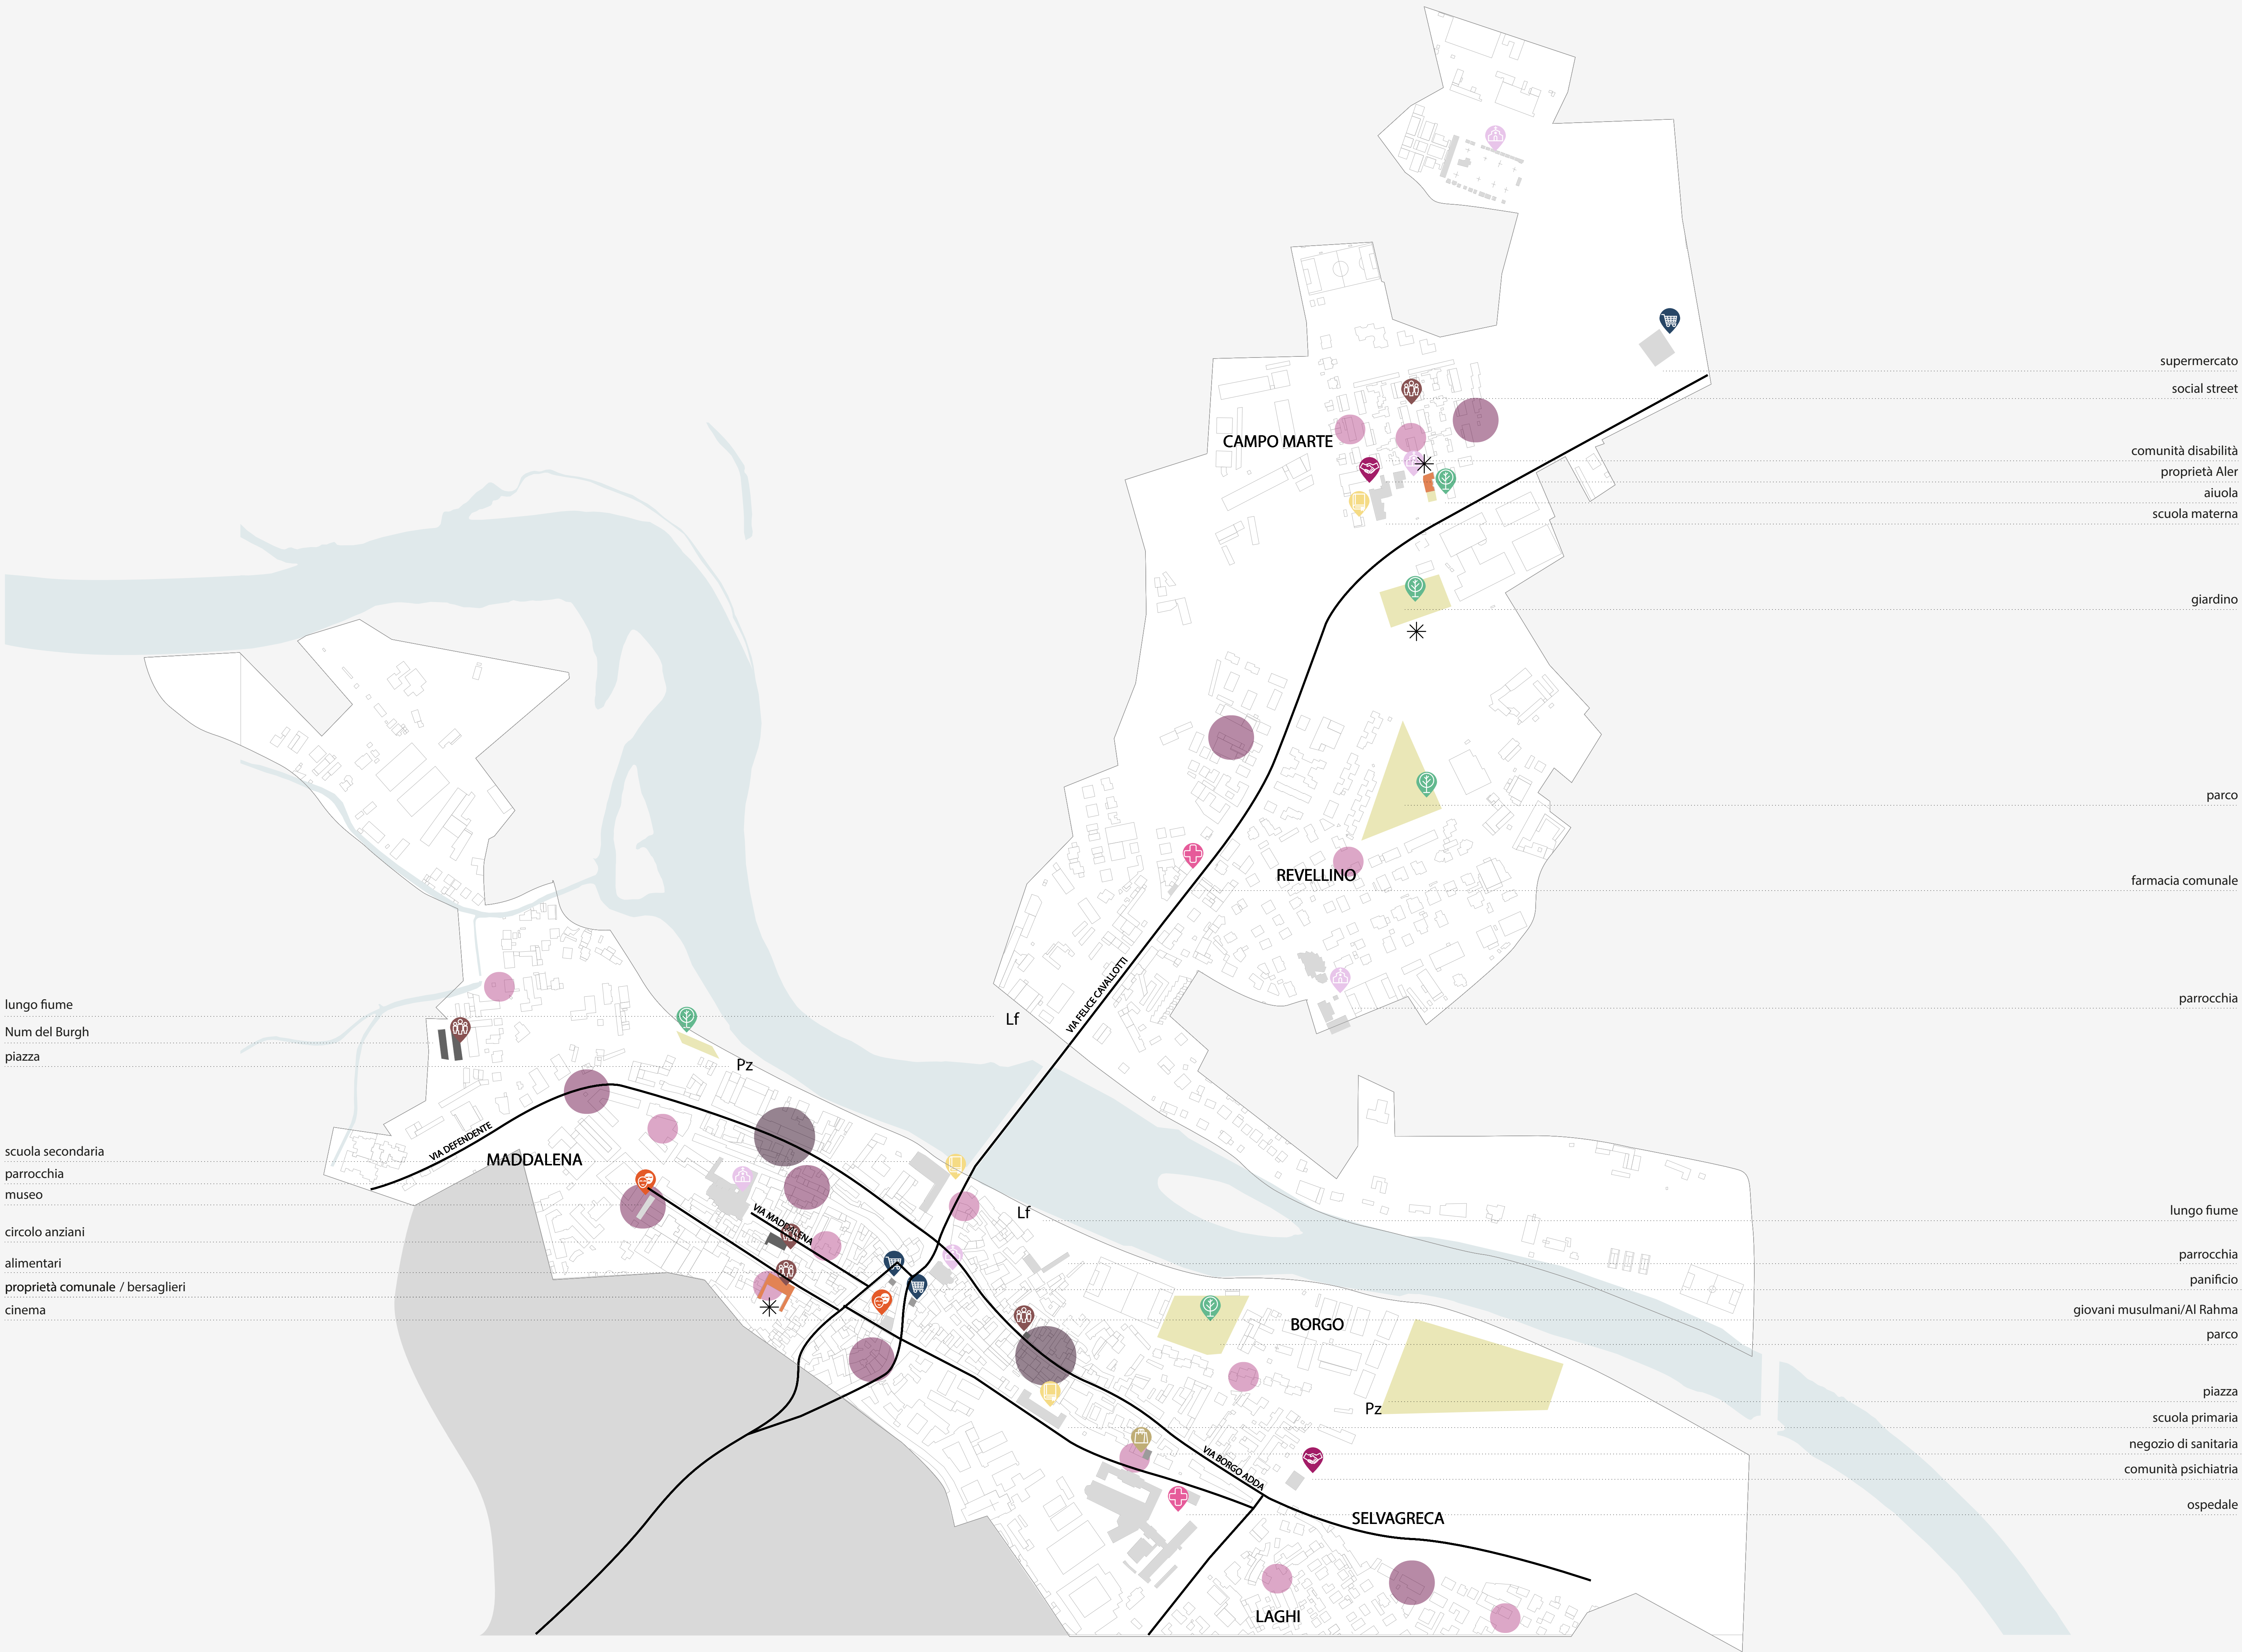 supermercato
social street
CAMPO MARTE
comunità disabilità
proprietà Aler
aiuola
scuola materna
giardino
parco
REVELLINO
farmacia comunale
VIA FELICE CAVALLOTTI
parrocchia
lungo fiume
Lf
Num del Burgh
piazza
Pz
VIA DEFENDENTE
scuola secondaria
MADDALENA
parrocchia
museo
VIA MADDALENA
Lf
lungo fiume
circolo anziani
parrocchia
alimentari
panificio
proprietà comunale / bersaglieri
cinema
giovani musulmani/Al Rahma
BORGO
parco
piazza
Pz
scuola primaria
negozio di sanitaria
VIA BORGO ADDA
comunità psichiatria
ospedale
SELVAGRECA
LAGHI